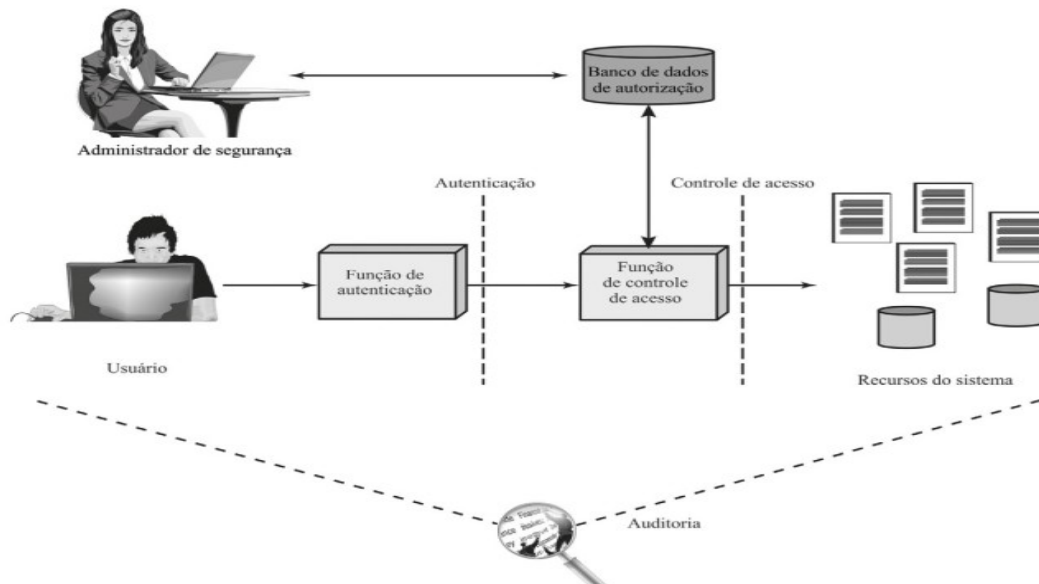 Banco de dados
de autorização
Administrador de segurança
Autenticação
Controle de acesso
Função de
autenticação
Função
de controle
de acesso
Usuário
Recursos do sistema
Auditoria